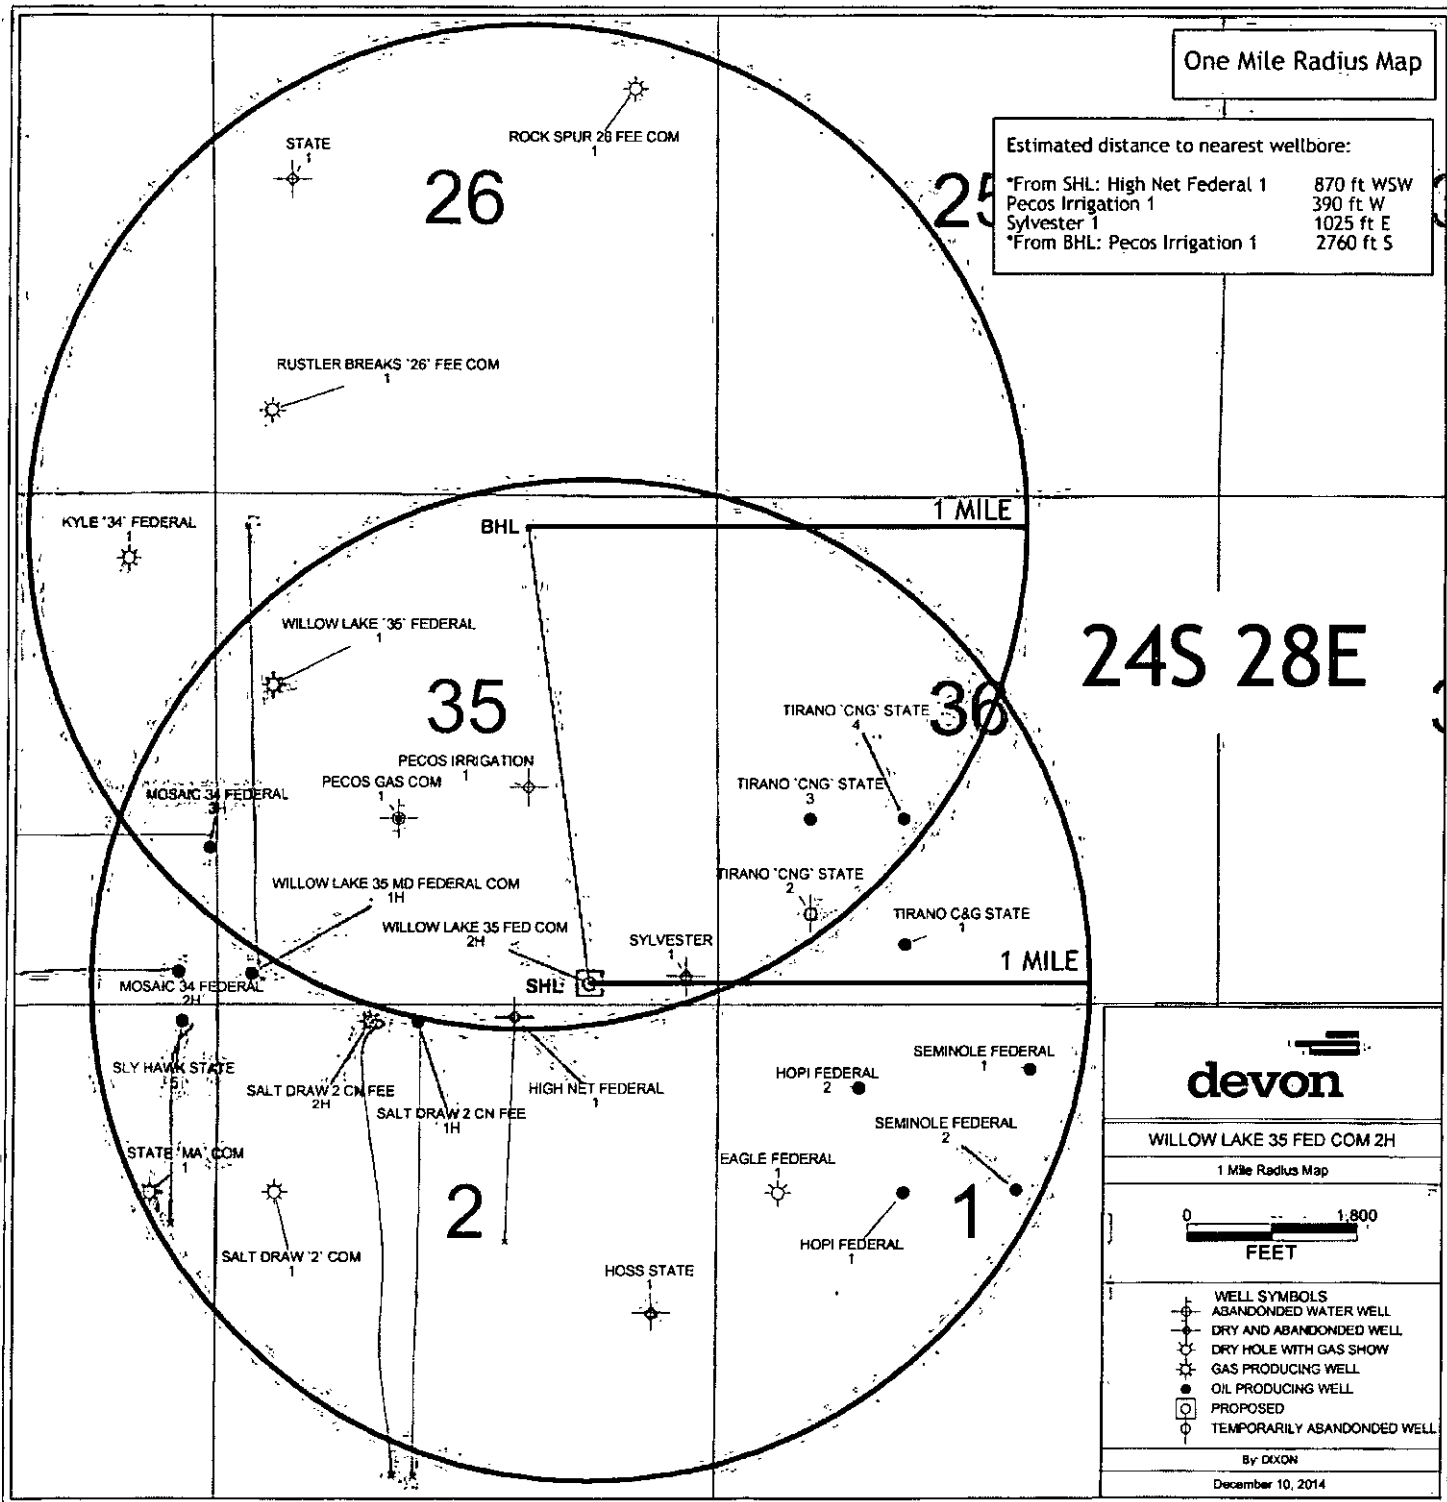 One Mile Radius Map
Estimated distance to nearest wellbore:
*From SHL: High Net Federal 1 870 ft WSW
Pecos Irrigation 1 390 ft W
Sylvester 1 1025 ft E
*From BHL: Pecos Irrigation 1 2760 ft S
ROCK SPUR 26 FEE COM
1
STATE
1
26
25
RUSTLER BREAKS '26' FEE COM
1
KYLE '34' FEDERAL
1
BHL
1 MILE
WILLOW LAKE '35' FEDERAL
1
24S 28E
35
36
TIRANO 'CNG' STATE
4
PECOS IRRIGATION
1
PECOS GAS COM
1
TIRANO 'CNG' STATE
3
MOSAIC 34 FEDERAL
3H
WILLOW LAKE 35 MD FEDERAL COM
1H
TIRANO 'CNG' STATE
2
WILLOW LAKE 35 FED COM
2H
TIRANO C&G STATE
1
SYLVESTER
1
1 MILE
SHL
MOSAIC 34 FEDERAL
2H
SLY HAWK STATE
5
SALT DRAW 2 CN FEE
2H
SALT DRAW 2 CN FEE
1H
HIGH NET FEDERAL
1
HOPI FEDERAL
2
SEMINOLE FEDERAL
1
SEMINOLE FEDERAL
2
STATE 'MA' COM
1
EAGLE FEDERAL
1
2
1
SALT DRAW '2' COM
1
HOPI FEDERAL
1
HOSS STATE
1
devon
WILLOW LAKE 35 FED COM 2H
1 Mile Radius Map
0 1,800
FEET
WELL SYMBOLS
ABANDONDED WATER WELL
DRY AND ABANDONDED WELL
DRY HOLE WITH GAS SHOW
GAS PRODUCING WELL
OIL PRODUCING WELL
PROPOSED
TEMPORARILY ABANDONDED WELL
By: DIXON
December 10, 2014